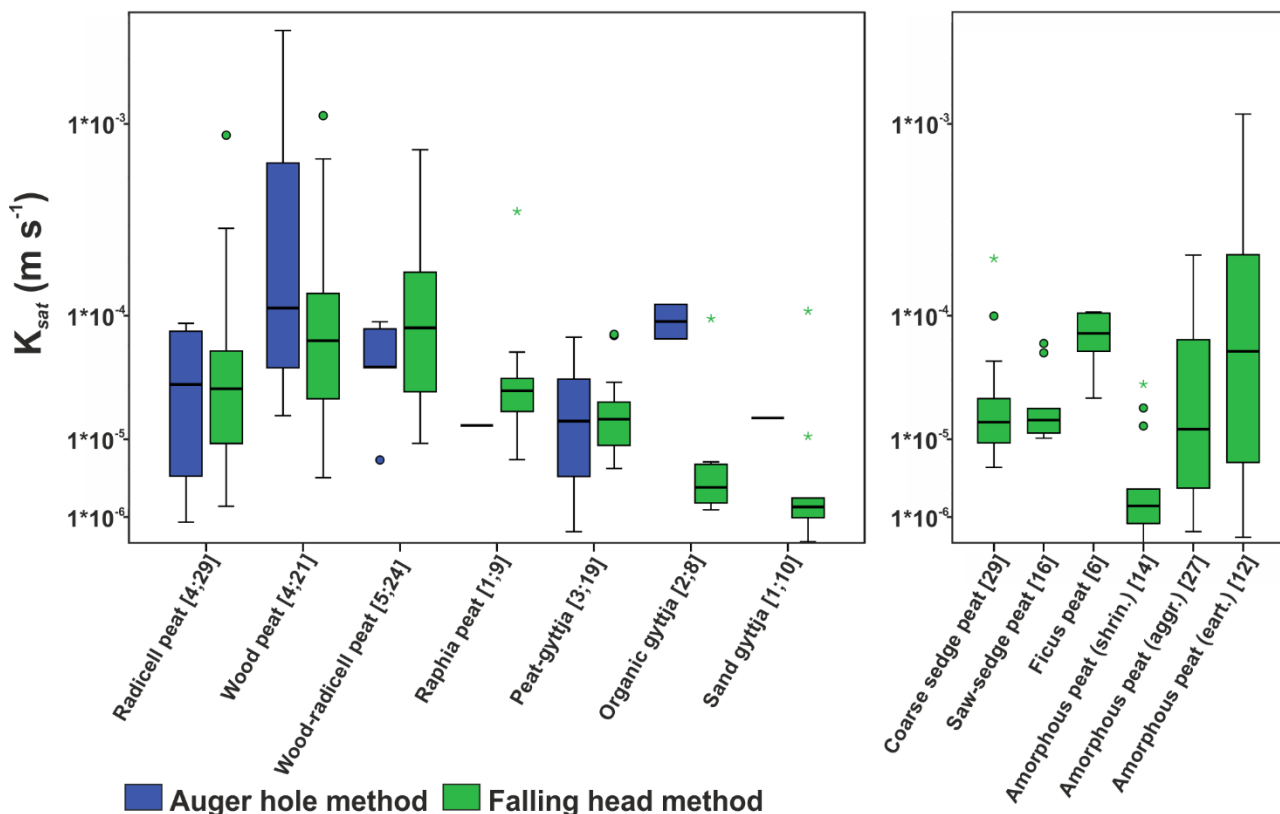 K_sat (m s⁻¹)
1*10⁻³
1*10⁻⁴
1*10⁻⁵
1*10⁻⁶
Radicell peat [4;29]
Wood peat [4;21]
Wood-radicell peat [5;24]
Raphia peat [1;9]
Peat-gyttja [3;19]
Organic gyttja [2;8]
Sand gyttja [1;10]
1*10⁻³
1*10⁻⁴
1*10⁻⁵
1*10⁻⁶
Coarse sedge peat [29]
Saw-sedge peat [16]
Ficus peat [6]
Amorphous peat (shrin.) [14]
Amorphous peat (aggr.) [27]
Amorphous peat (eart.) [12]
Auger hole method
Falling head method